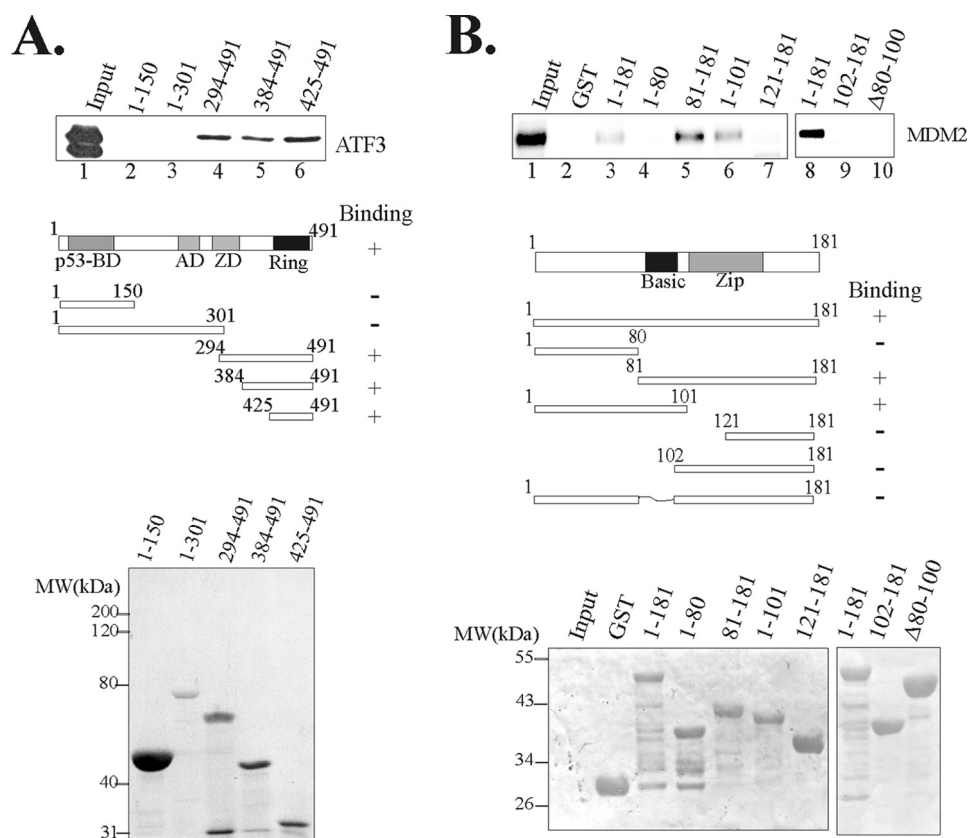 A.
Input 1-150 1-301 294-491 384-491 425-491
ATF3
1 2 3 4 5 6
Binding
1 491
+
p53-BD AD ZD Ring
1 150 -
1 301 -
294 491 +
384 491 +
425 491 +
1-150 1-301 294-491 384-491 425-491
MW(kDa)
200
120
80
40
31
B.
Input GST 1-181 1-80 81-181 1-101 121-181 1-181 102-181 Δ80-100
MDM2
1 2 3 4 5 6 7 8 9 10
1 181
Basic Zip
Binding
1 181 +
1 80 -
81 181 +
1 101 +
121 181 -
102 181 -
1 181 -
Input GST 1-181 1-80 81-181 1-101 121-181 1-181 102-181 Δ80-100
MW(kDa)
55
43
34
26